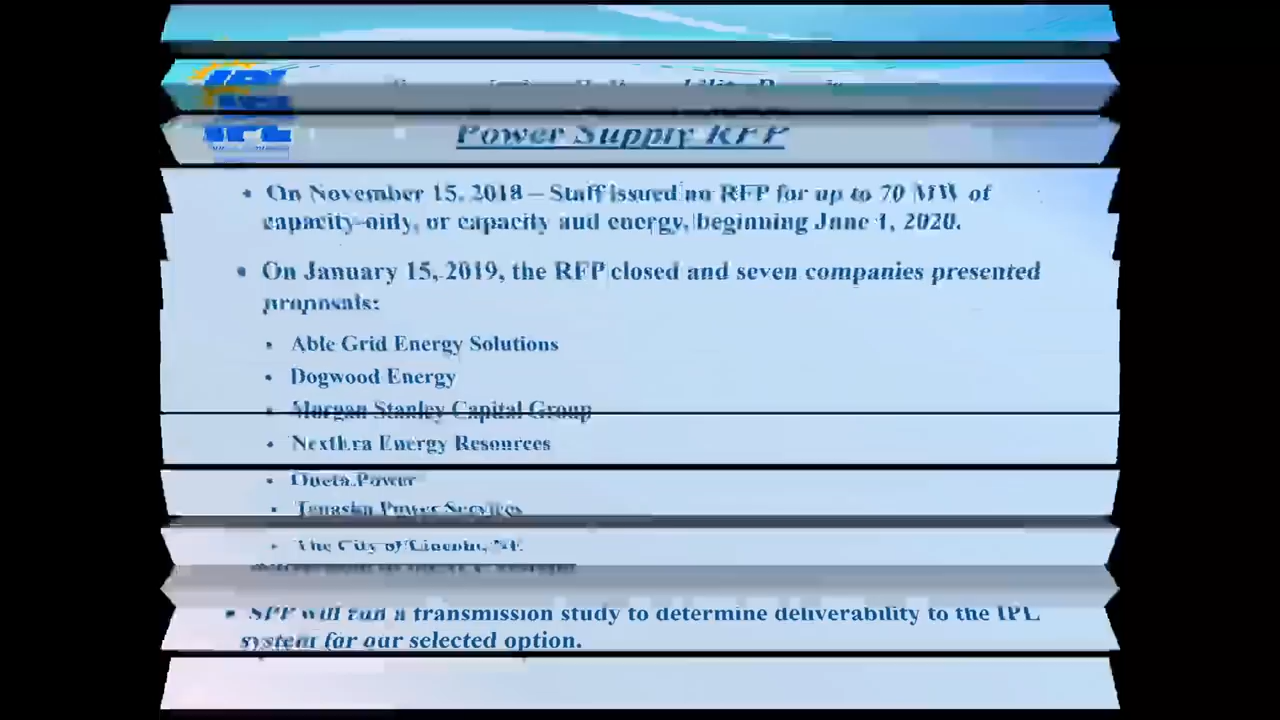 IPL
Power Supply RFP
• On November 15, 2018 – Staff issued an RFP for up to 70 MW of
capacity-only, or capacity and energy, beginning June 1, 2020.
• On January 15, 2019, the RFP closed and seven companies presented
proposals:
• Able Grid Energy Solutions
• Dogwood Energy
• Morgan Stanley Capital Group
• NextEra Energy Resources
• Power
• Tenaska Power Services
• The City of Lincoln, NE
• SPP will run a transmission study to determine deliverability to the IPL
system for our selected option.